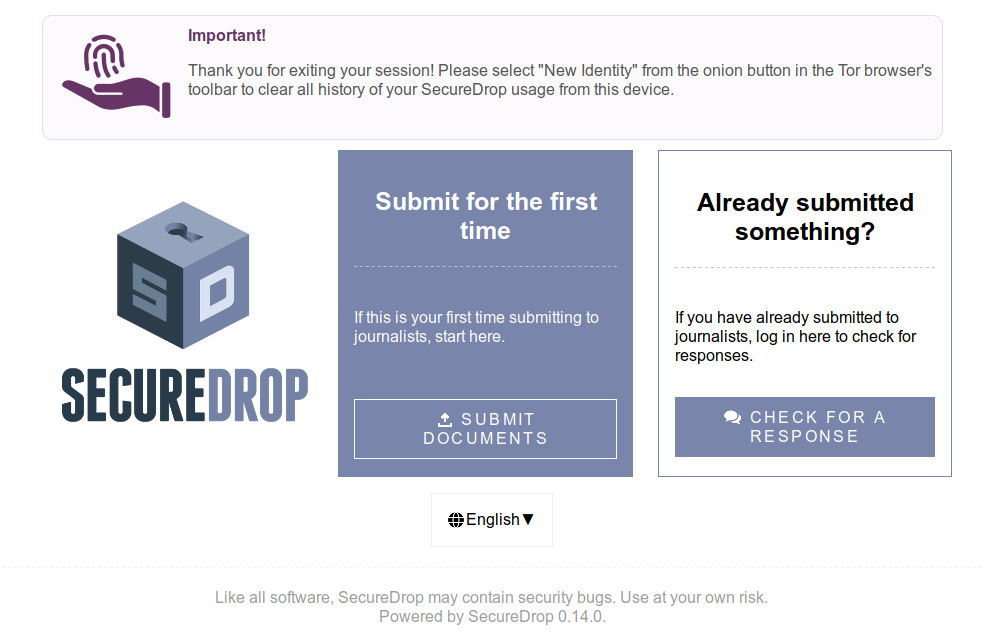 Important!
Thank you for exiting your session! Please select "New Identity" from the onion button in the Tor browser's
toolbar to clear all history of your SecureDrop usage from this device.
S D
SECUREDROP
Submit for the first
time
If this is your first time submitting to
journalists, start here.
SUBMIT
DOCUMENTS
Already submitted
something?
If you have already submitted to
journalists, log in here to check for
responses.
CHECK FOR A
RESPONSE
English▼
Like all software, SecureDrop may contain security bugs. Use at your own risk.
Powered by SecureDrop 0.14.0.